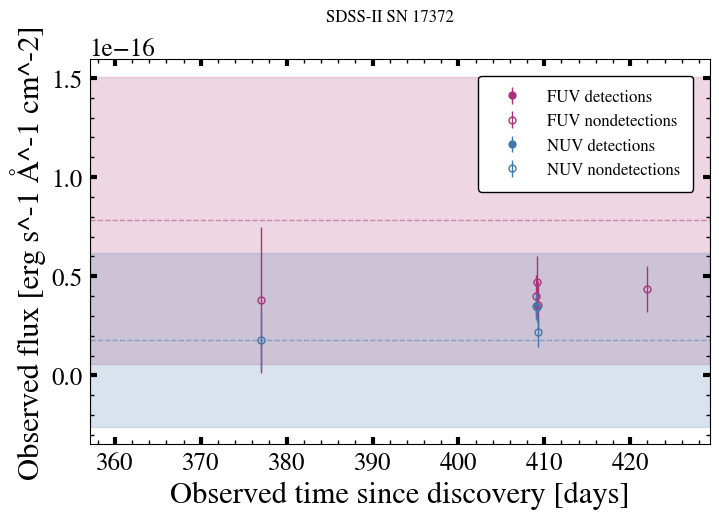 SDSS-II SN 17372
1e−16
Observed flux [erg s^-1 Å^-1 cm^-2]
1.5
1.0
0.5
0.0
FUV detections
FUV nondetections
NUV detections
NUV nondetections
360 370 380 390 400 410 420
Observed time since discovery [days]